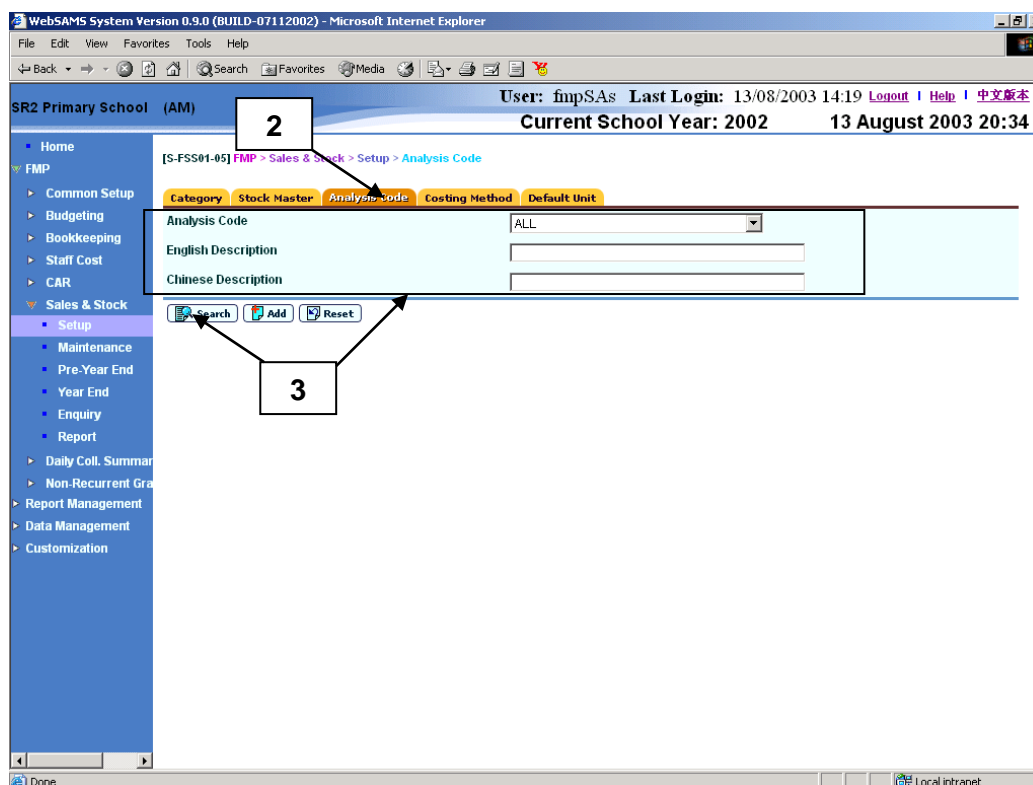 WebSAMS System Version 0.9.0 (BUILD-07112002) - Microsoft Internet Explorer
File Edit View Favorites Tools Help
Back Search Favorites Media
SR2 Primary School (AM)
User: fmpSAs Last Login: 13/08/2003 14:19 Logout | Help | 中文版本
Current School Year: 2002 13 August 2003 20:34
2
Home
[S-FSS01-05] FMP > Sales & Stock > Setup > Analysis Code
FMP
Common Setup
Category Stock Master Analysis Code Costing Method Default Unit
Budgeting
Analysis Code ALL
Bookkeeping
English Description
Staff Cost
CAR
Chinese Description
Sales & Stock
Search Add Reset
Setup
Maintenance
Pre-Year End
3
Year End
Enquiry
Report
Daily Coll. Summar
Non-Recurrent Gra
Report Management
Data Management
Customization
Done Local intranet